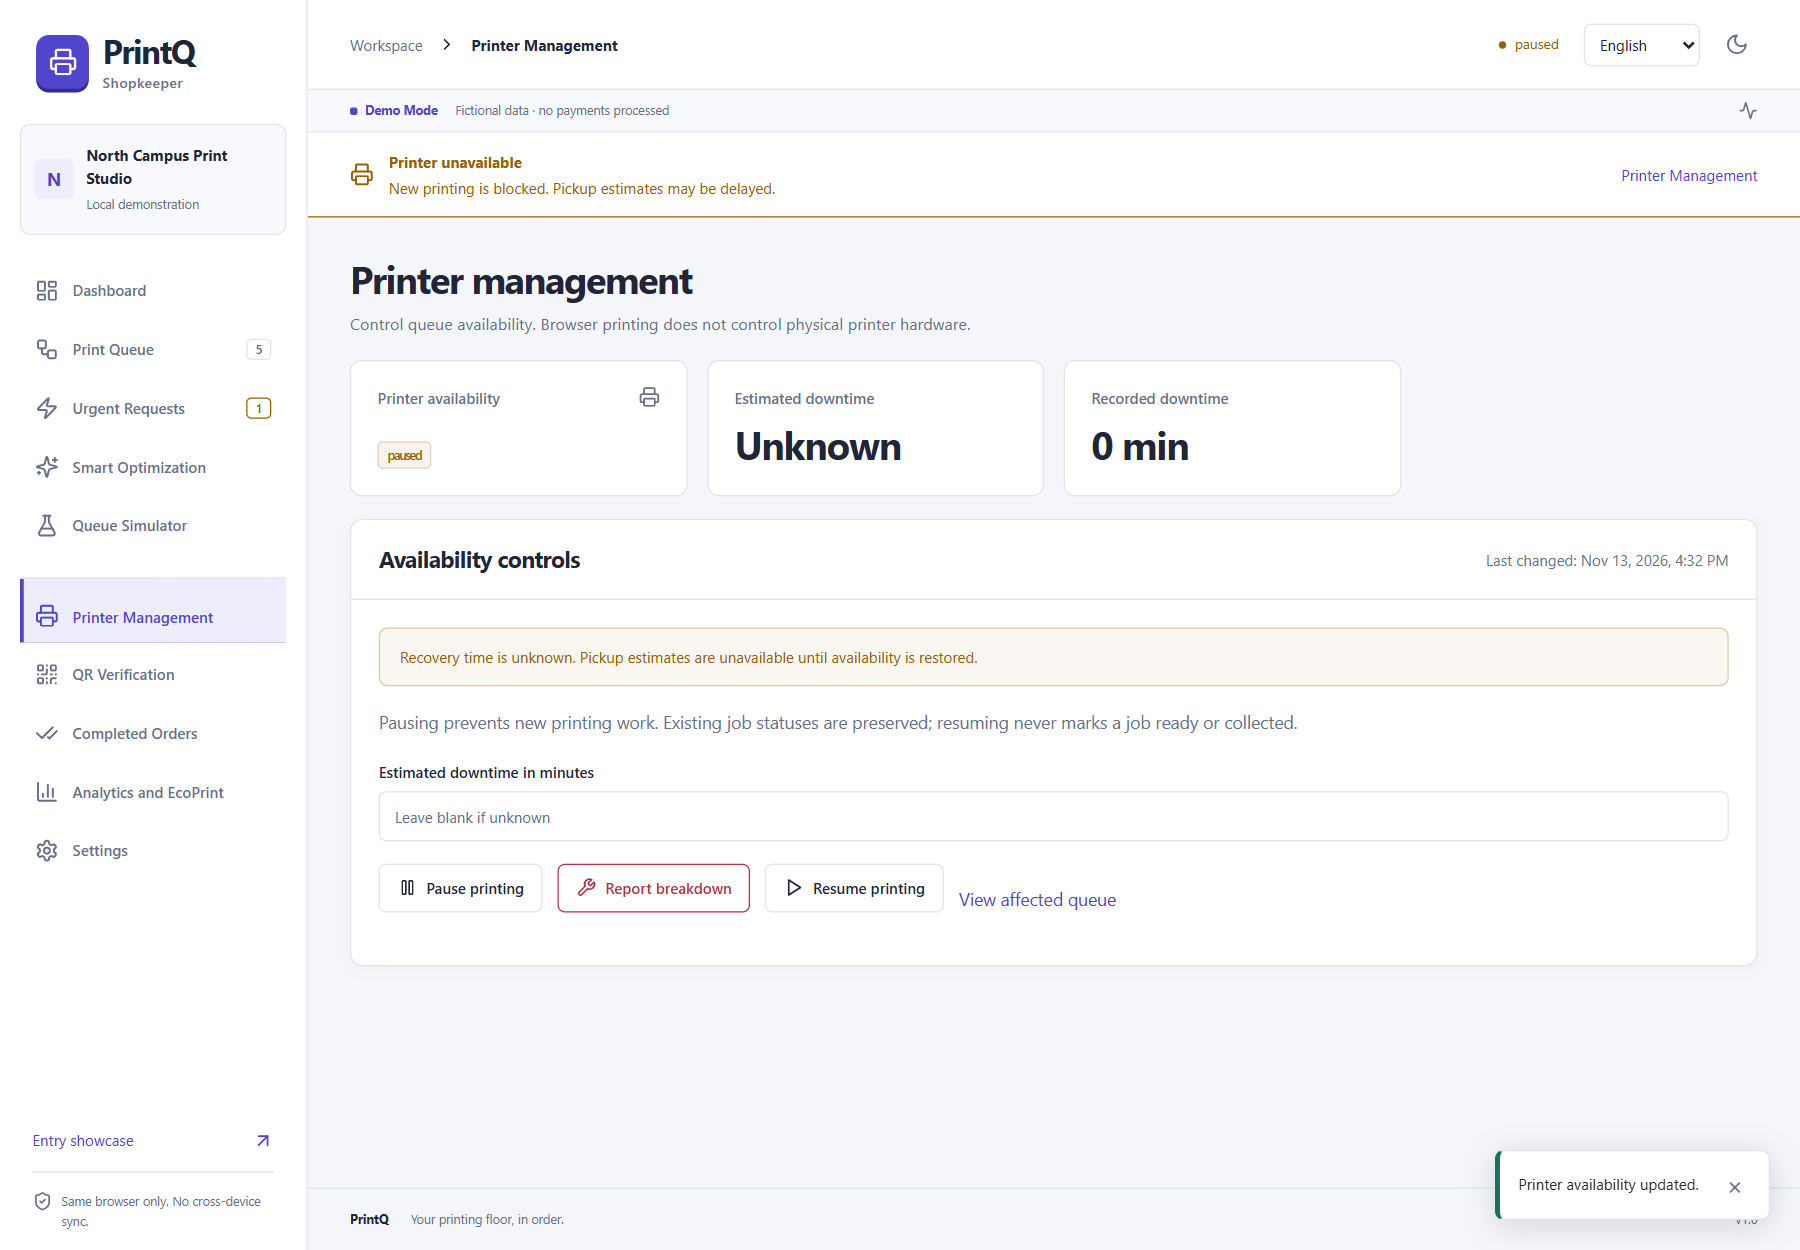 PrintQ
Shopkeeper
N
North Campus Print
Studio
Local demonstration
Dashboard
Print Queue
5
Urgent Requests
1
Smart Optimization
Queue Simulator
Printer Management
QR Verification
Completed Orders
Analytics and EcoPrint
Settings
Entry showcase
Same browser only. No cross-device
sync.
Workspace
Printer Management
paused
English
Demo Mode
Fictional data · no payments processed
Printer unavailable
New printing is blocked. Pickup estimates may be delayed.
Printer Management
Printer management
Control queue availability. Browser printing does not control physical printer hardware.
Printer availability
paused
Estimated downtime
Unknown
Recorded downtime
0 min
Availability controls
Last changed: Nov 13, 2026, 4:32 PM
Recovery time is unknown. Pickup estimates are unavailable until availability is restored.
Pausing prevents new printing work. Existing job statuses are preserved; resuming never marks a job ready or collected.
Estimated downtime in minutes
Leave blank if unknown
Pause printing
Report breakdown
Resume printing
View affected queue
Printer availability updated.
PrintQ
Your printing floor, in order.